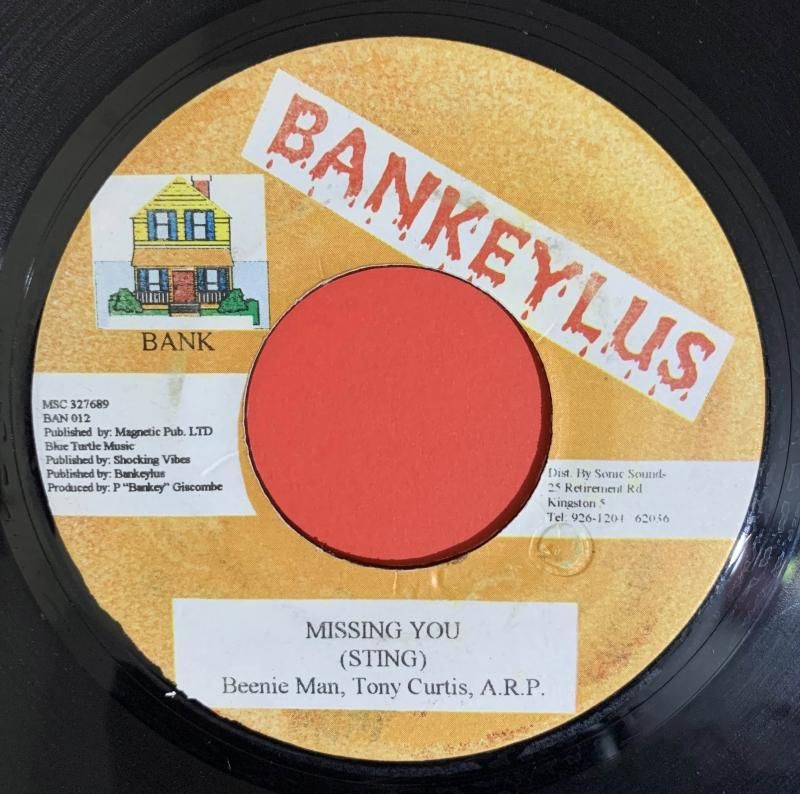 BANKEYLUS
BANK
MSC 327689
BAN 012
Published by: Magnetic Pub. LTD
Blue Turtle Music
Published by: Shocking Vibes
Published by: Bankeylus
Produced by: P "Bankey" Giscombe
Dist. By Sonic Sound-
25 Retirement Rd
Kingston 5
Tel: 926-1204 62036
MISSING YOU
(STING)
Beenie Man, Tony Curtis, A.R.P.